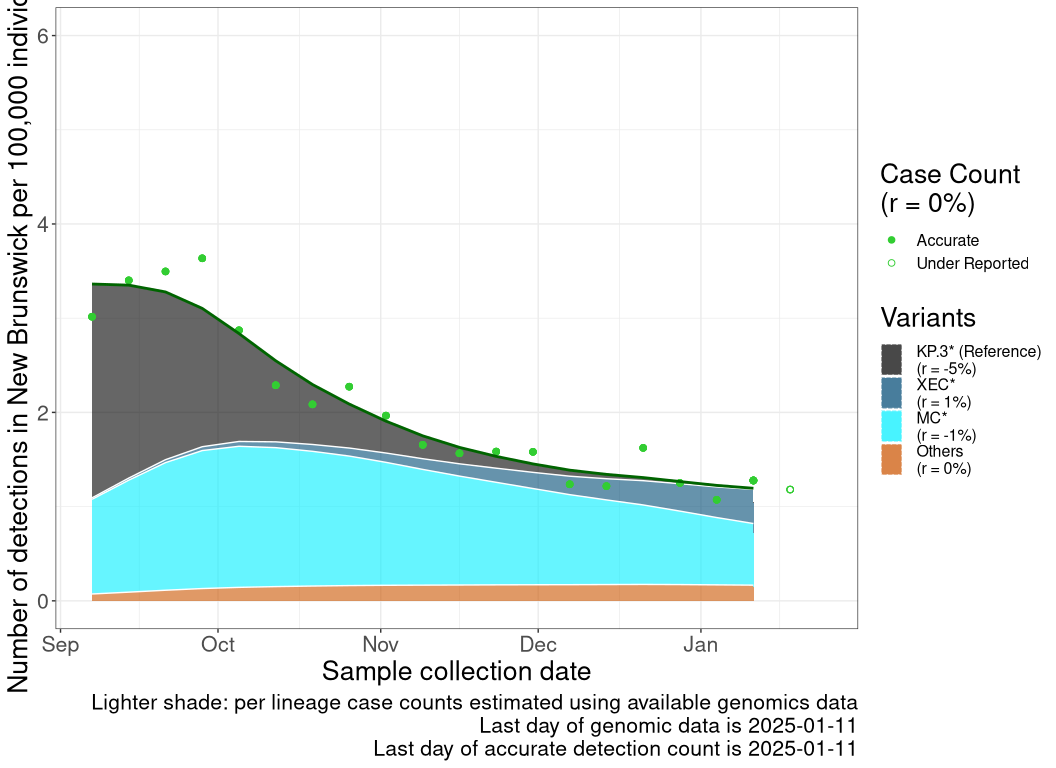 Number of detections in New Brunswick per 100,000
6
4
2
0
Sep Oct Nov Dec Jan
Sample collection date
Lighter shade: per lineage case counts estimated using available genomics data
Last day of genomic data is 2025-01-11
Last day of accurate detection count is 2025-01-11
Case Count
(r = 0%)
Accurate
Under Reported
Variants
KP.3* (Reference)
(r = -5%)
XEC*
(r = 1%)
MC*
(r = -1%)
Others
(r = 0%)